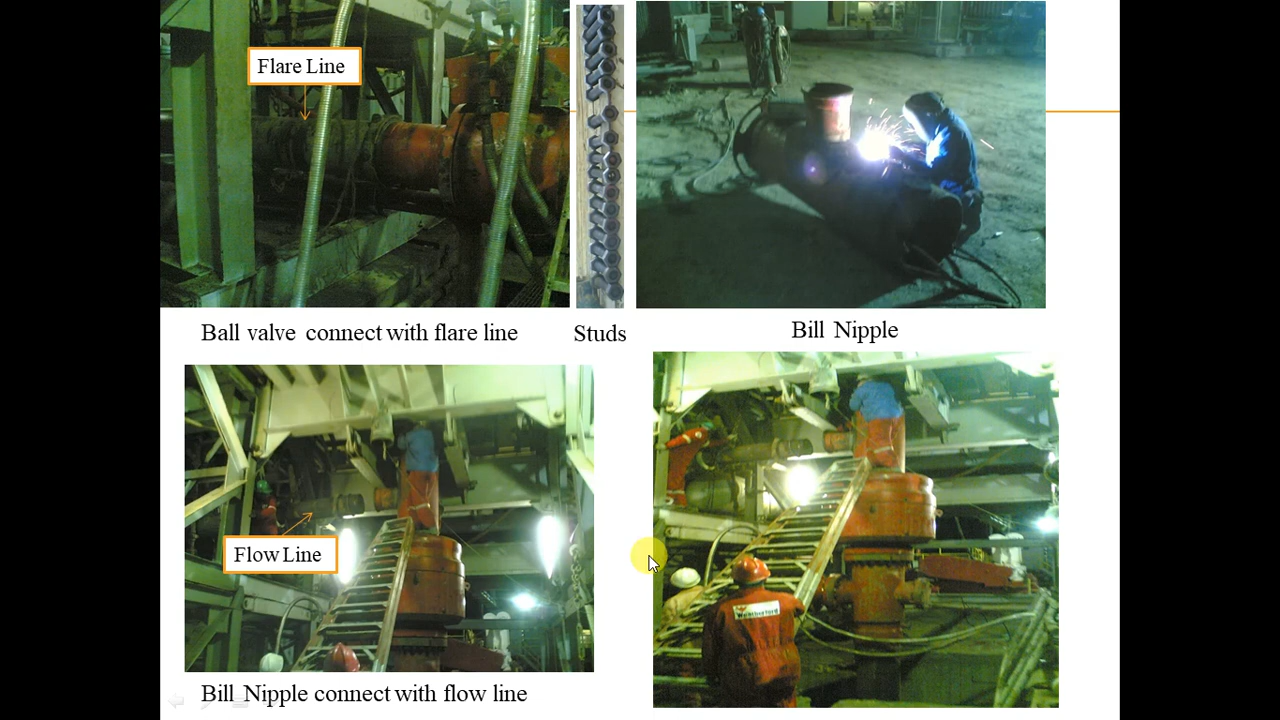 Flare Line
Ball valve connect with flare line
Studs
Bill Nipple
Flow Line
Weatherford
Bill Nipple connect with flow line